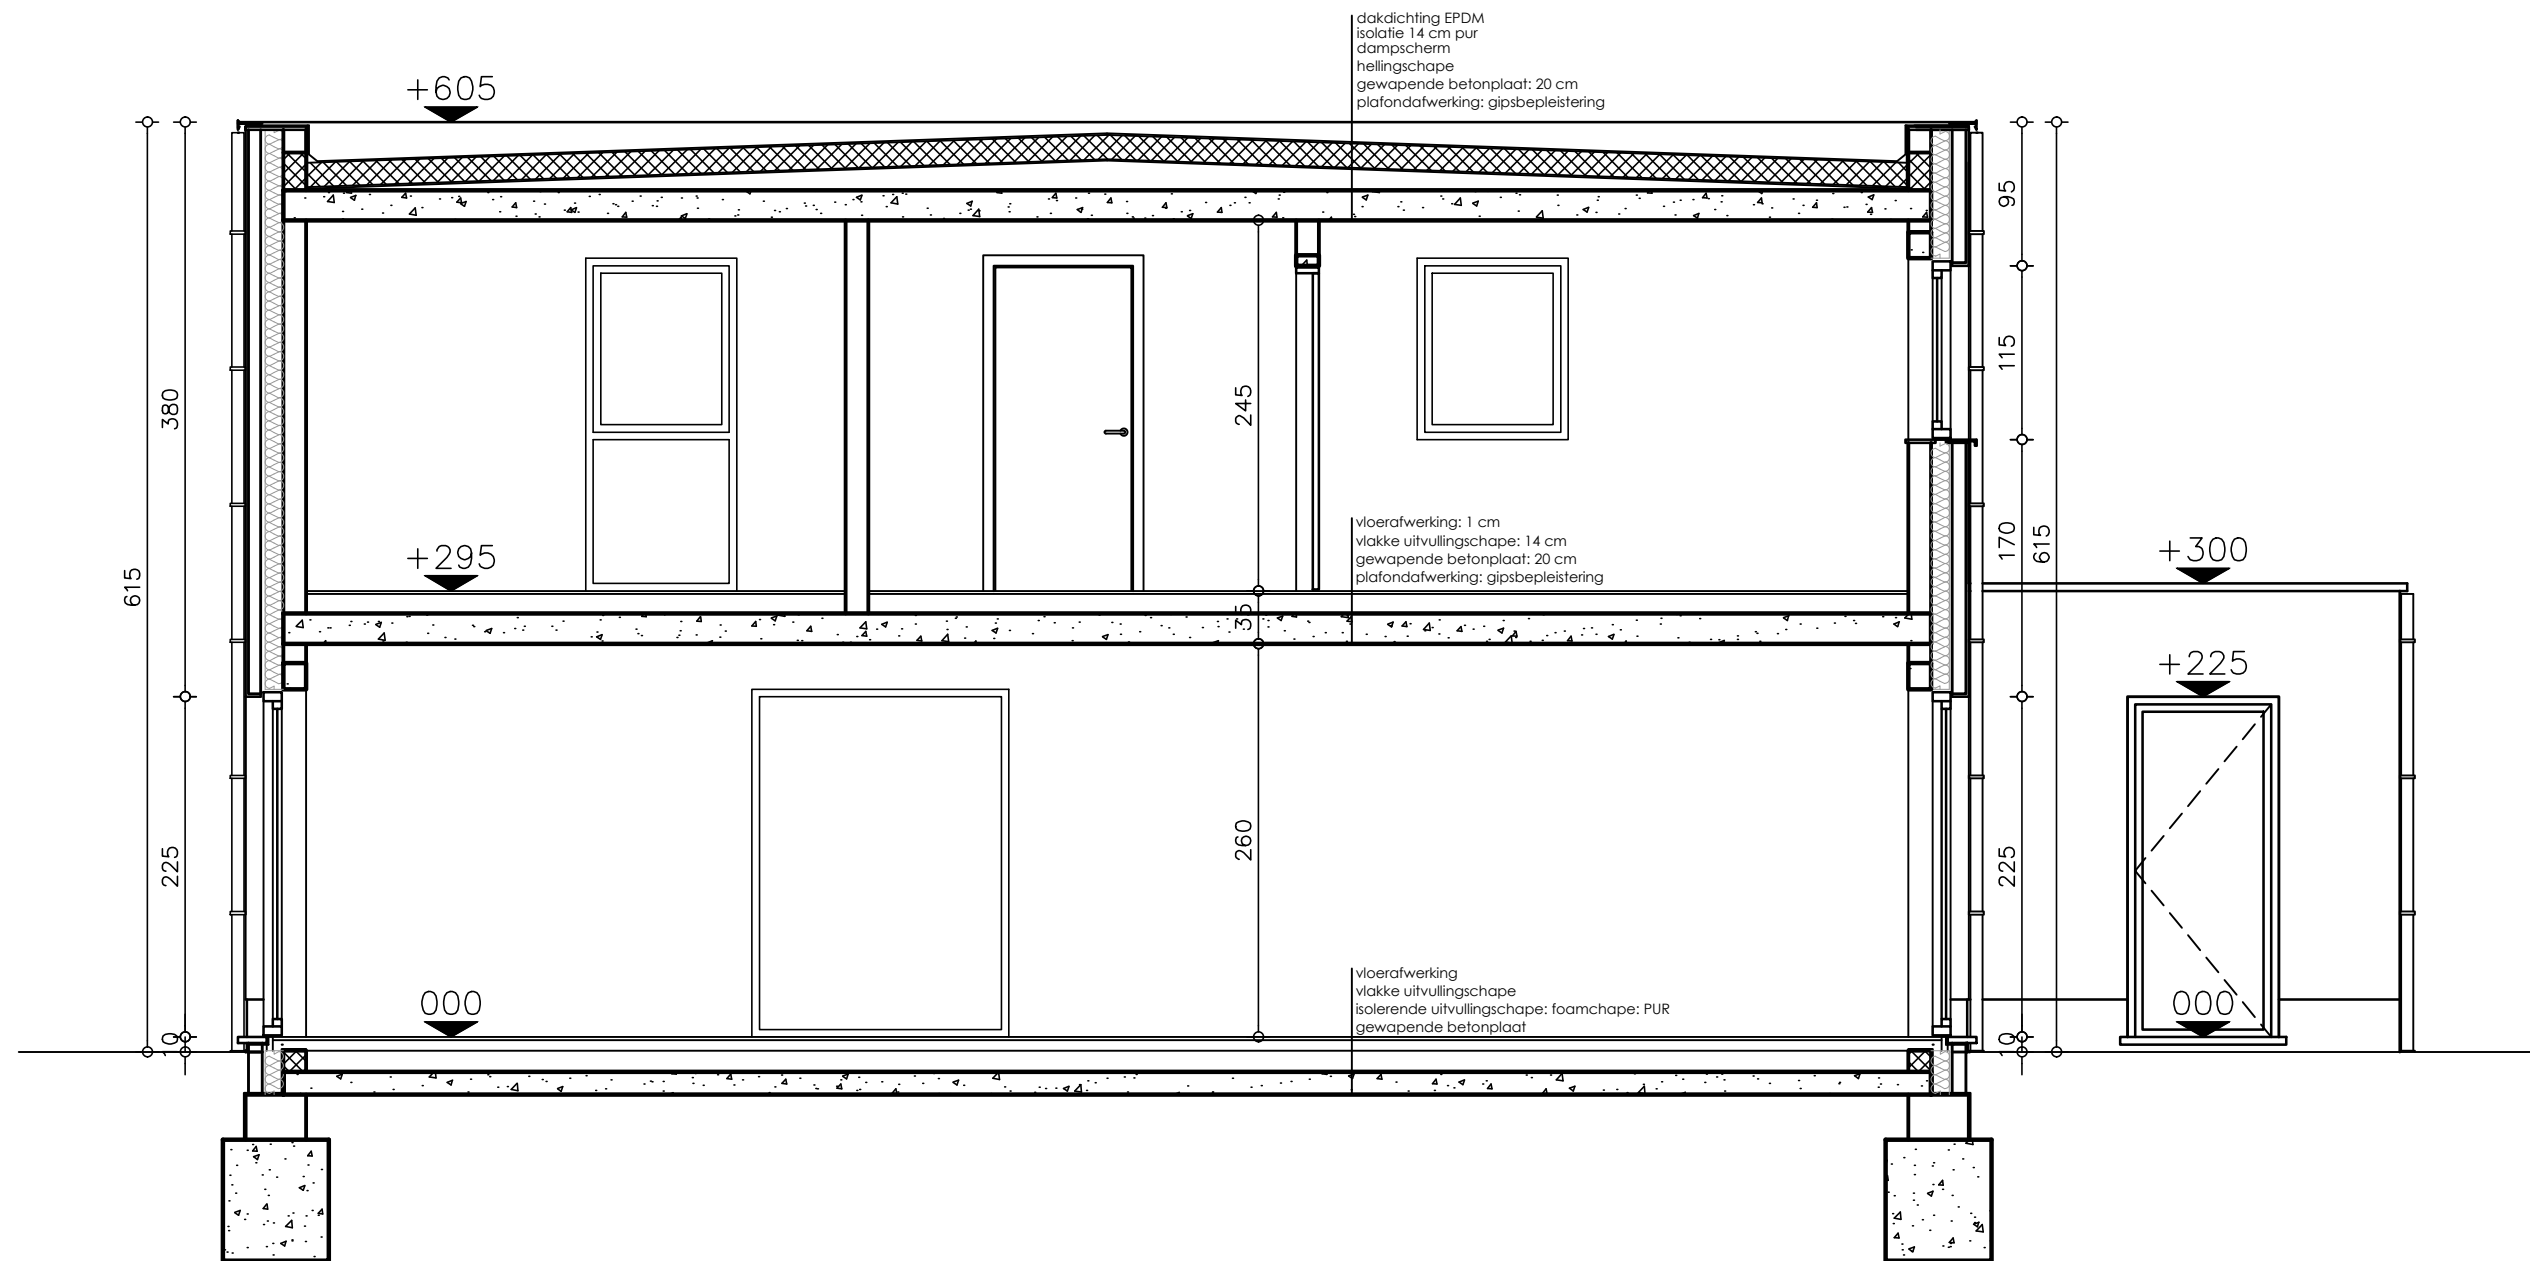 dakdichting EPDM
isolatie 14 cm pur
dampscherm
hellingschape
gewapende betonplaat: 20 cm
plafondafwerking: gipsbepleistering
+605
95
380
245
115
vloerafwerking: 1 cm
vlakke uitvullingschape: 14 cm
gewapende betonplaat: 20 cm
plafondafwerking: gipsbepleistering
+295
170
615
+300
615
35
+225
225
260
225
vloerafwerking
vlakke uitvullingschape
isolerende uitvullingschape: foamchape: PUR
gewapende betonplaat
000
000
10
10